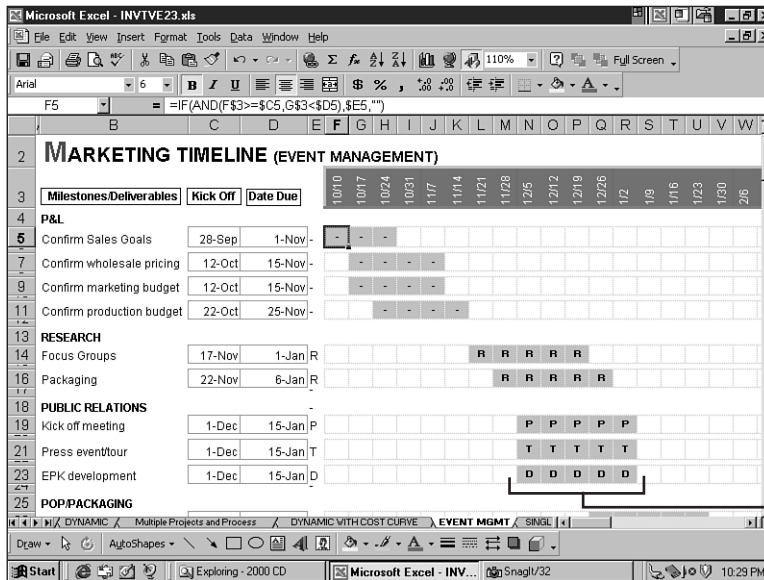 Microsoft Excel - INVTVE23.xls
File Edit View Insert Format Tools Data Window Help
110% Full Screen
Arial 6 B I U $ % ,
F5 = =IF(AND(F$3>=$C5,G$3<$D5),$E5,"")
B C D E F G H I J K L M N O P Q R S T U V W
2 MARKETING TIMELINE (EVENT MANAGEMENT)
3 Milestones/Deliverables Kick Off Date Due 10/10 10/17 10/24 10/31 11/7 11/14 11/21 11/28 12/5 12/12 12/19 12/26 1/2 1/9 1/16 1/23 1/30 2/6
4 P&L
5 Confirm Sales Goals 28-Sep 1-Nov - - - -
7 Confirm wholesale pricing 12-Oct 15-Nov - - - - -
9 Confirm marketing budget 12-Oct 15-Nov - - - - -
11 Confirm production budget 22-Oct 25-Nov - - - - -
13 RESEARCH
14 Focus Groups 17-Nov 1-Jan R R R R R R
16 Packaging 22-Nov 6-Jan R R R R R R
18 PUBLIC RELATIONS -
19 Kick off meeting 1-Dec 15-Jan P P P P P P
21 Press event/tour 1-Dec 15-Jan T T T T T T
23 EPK development 1-Dec 15-Jan D D D D D D
25 POP/PACKAGING
DYNAMIC Multiple Projects and Process DYNAMIC WITH COST CURVE EVENT MGMT SINGL
Draw AutoShapes
Start Exploring - 2000 CD Microsoft Excel - INV... SnagIt/32 10:29 PM